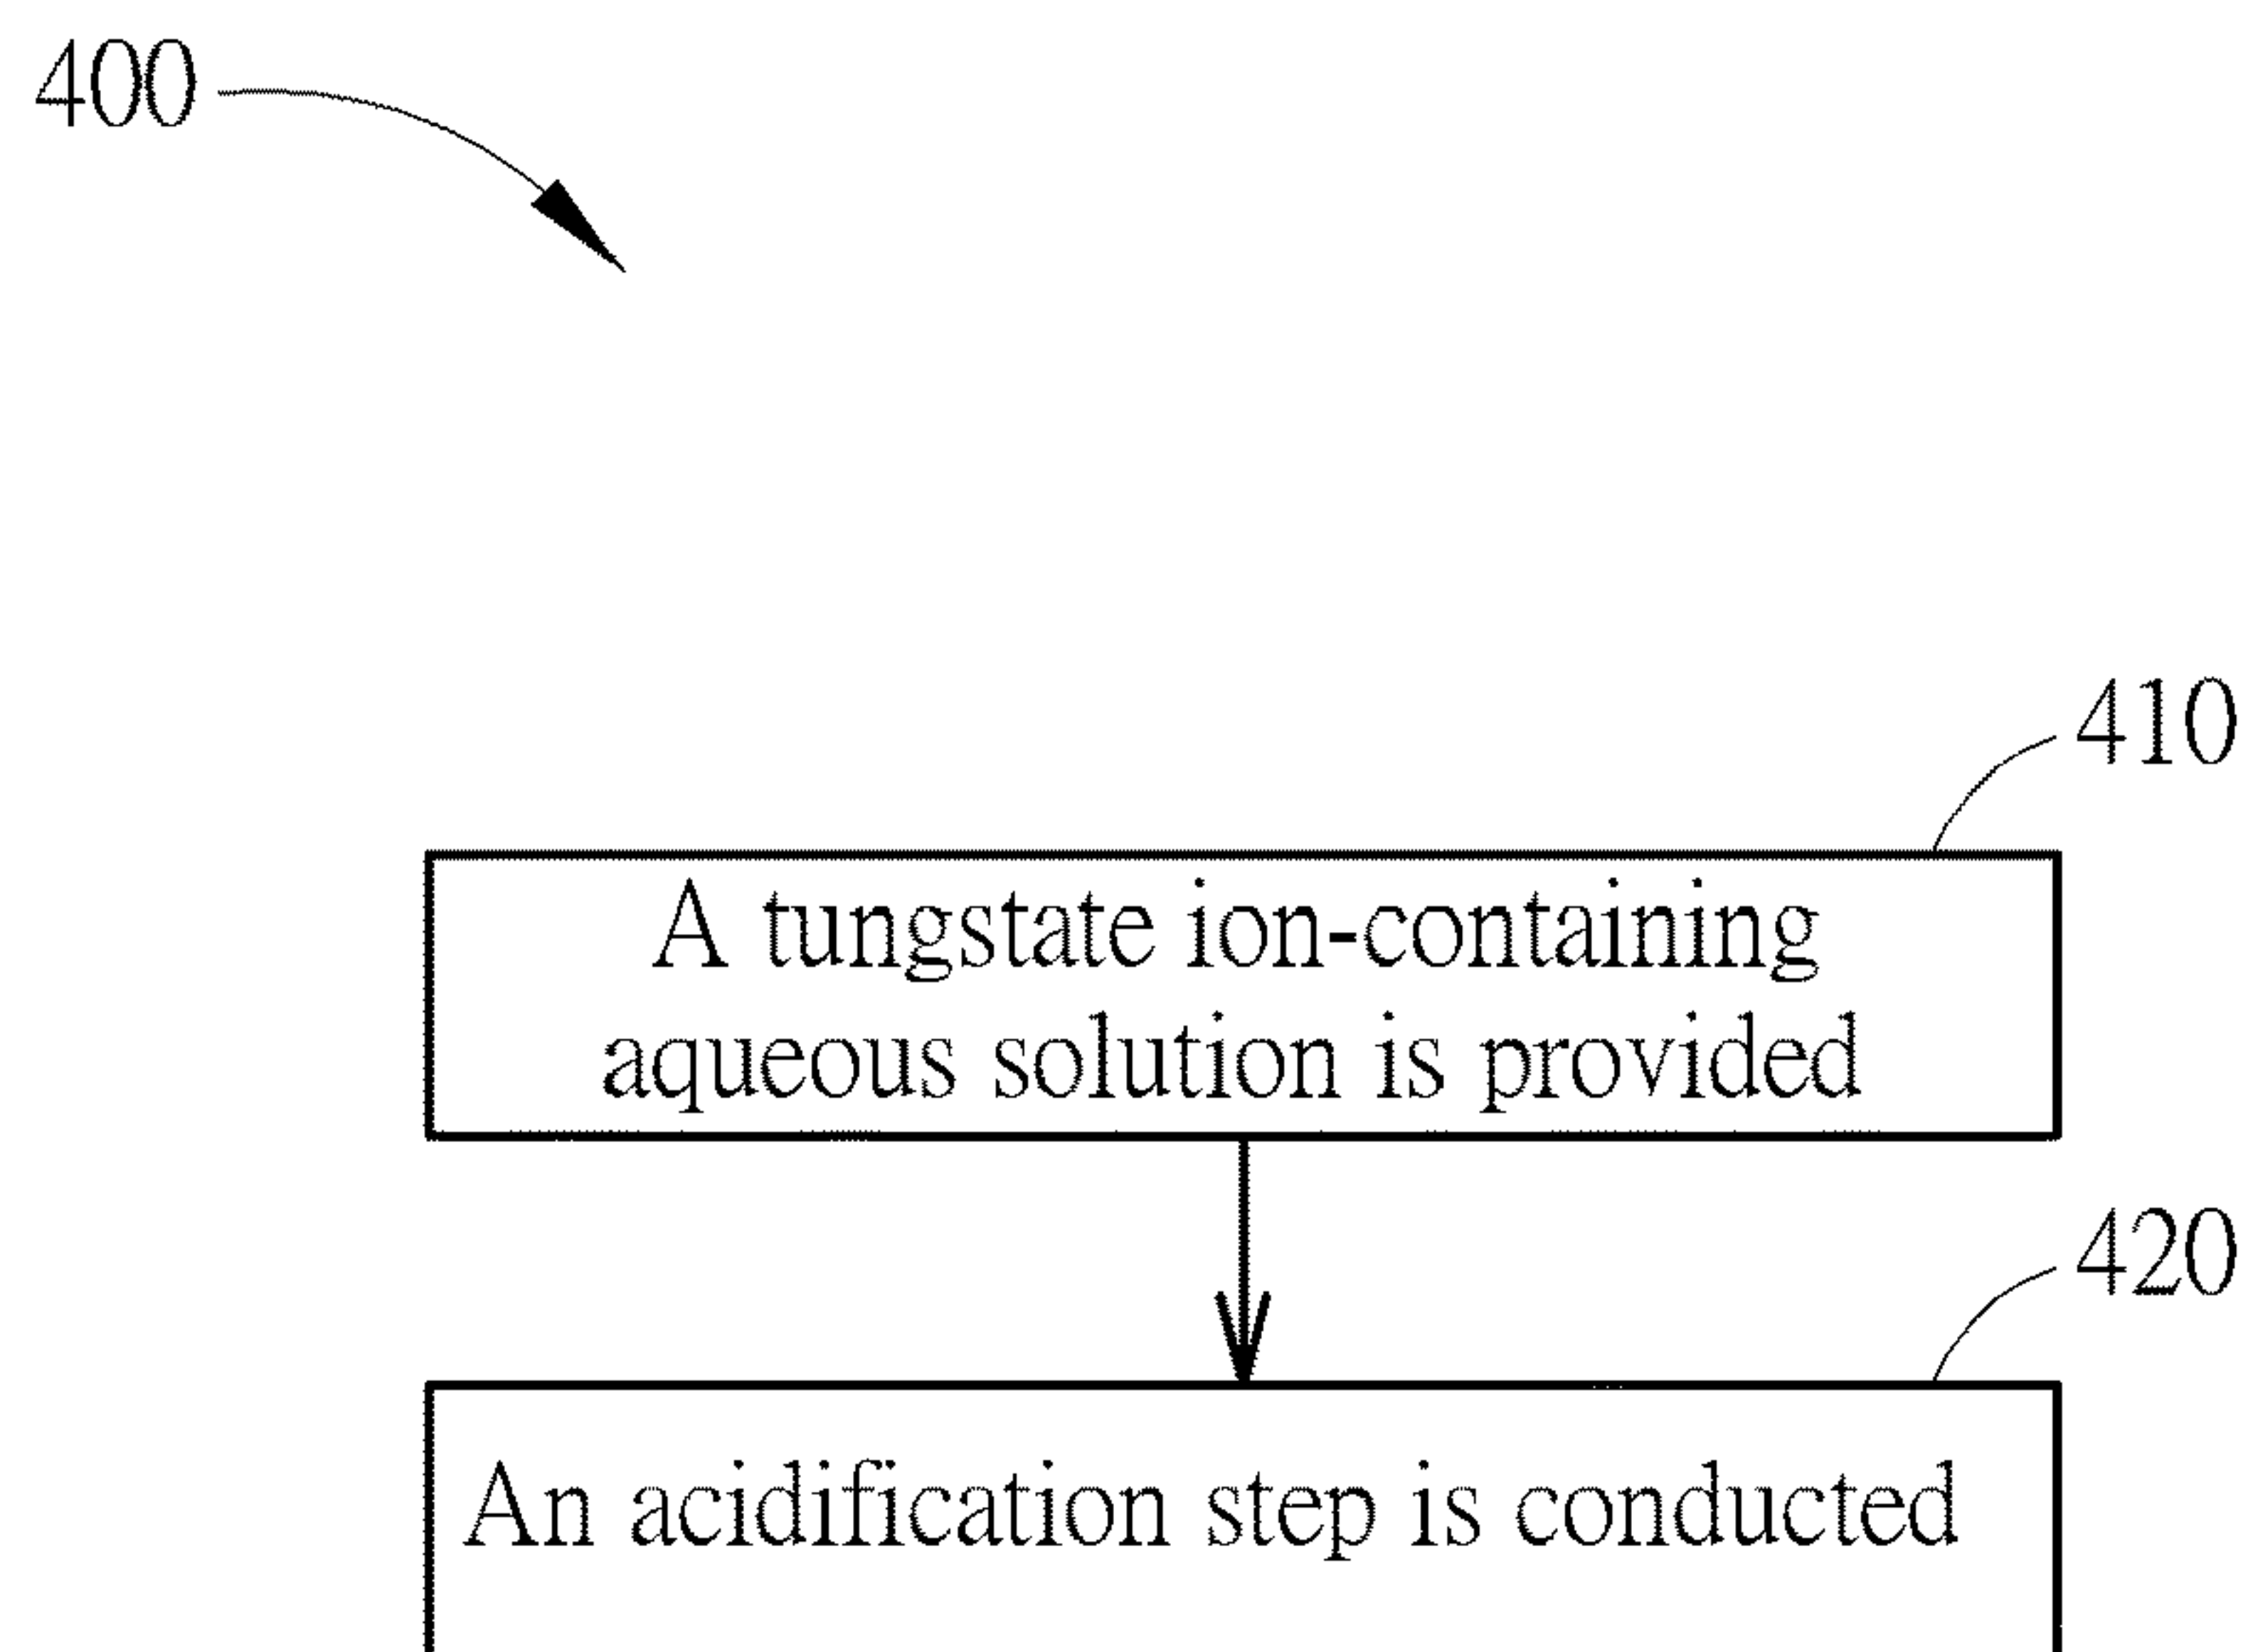 400
410
A tungstate ion-containing
aqueous solution is provided
420
An acidification step is conducted